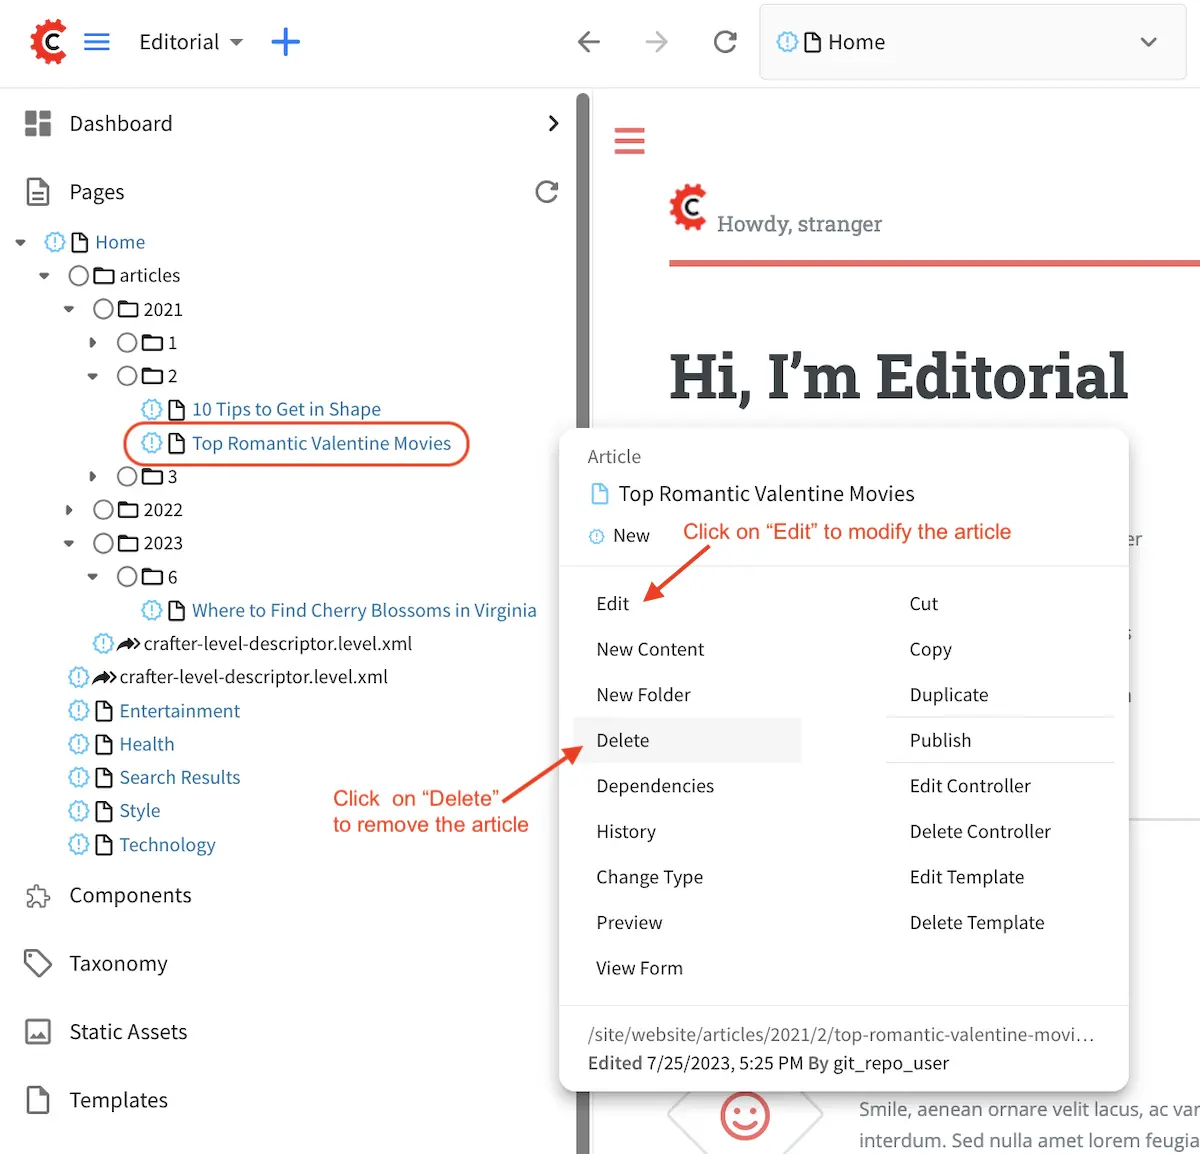 Editorial
Home
Dashboard
Pages
Home
articles
2021
1
2
10 Tips to Get in Shape
Top Romantic Valentine Movies
3
2022
2023
6
Where to Find Cherry Blossoms in Virginia
crafter-level-descriptor.level.xml
crafter-level-descriptor.level.xml
Entertainment
Health
Search Results
Style
Technology
Components
Taxonomy
Static Assets
Templates
Click on “Delete”
to remove the article
C Howdy, stranger
Hi, I’m Editorial
Article
Top Romantic Valentine Movies
New
Click on “Edit” to modify the article
Edit
New Content
New Folder
Delete
Dependencies
History
Change Type
Preview
View Form
Cut
Copy
Duplicate
Publish
Edit Controller
Delete Controller
Edit Template
Delete Template
/site/website/articles/2021/2/top-romantic-valentine-movi...
Edited 7/25/2023, 5:25 PM By git_repo_user
Smile, aenean ornare velit lacus, ac var
interdum. Sed nulla amet lorem feugia